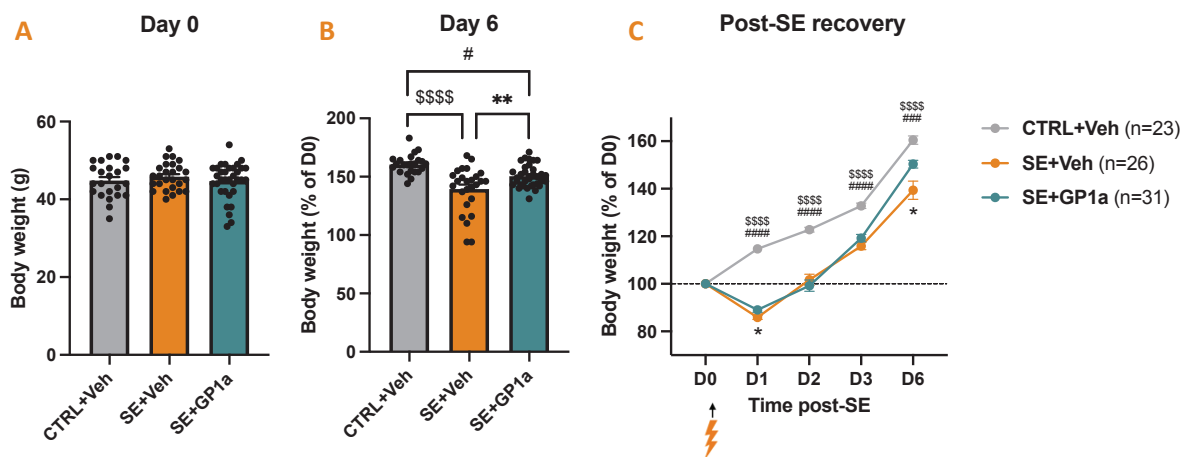 A
Day 0
Body weight (g)
60
40
20
0
CTRL+Veh
SE+Veh
SE+GP1a
B
Day 6
#
$$$$
**
Body weight (% of D0)
200
150
100
50
0
CTRL+Veh
SE+Veh
SE+GP1a
C
Post-SE recovery
Body weight (% of D0)
160
140
120
100
80
$$$$
####
$$$$
####
$$$$
####
$$$$
###
*
*
D0
D1
D2
D3
D6
Time post-SE
CTRL+Veh (n=23)
SE+Veh (n=26)
SE+GP1a (n=31)